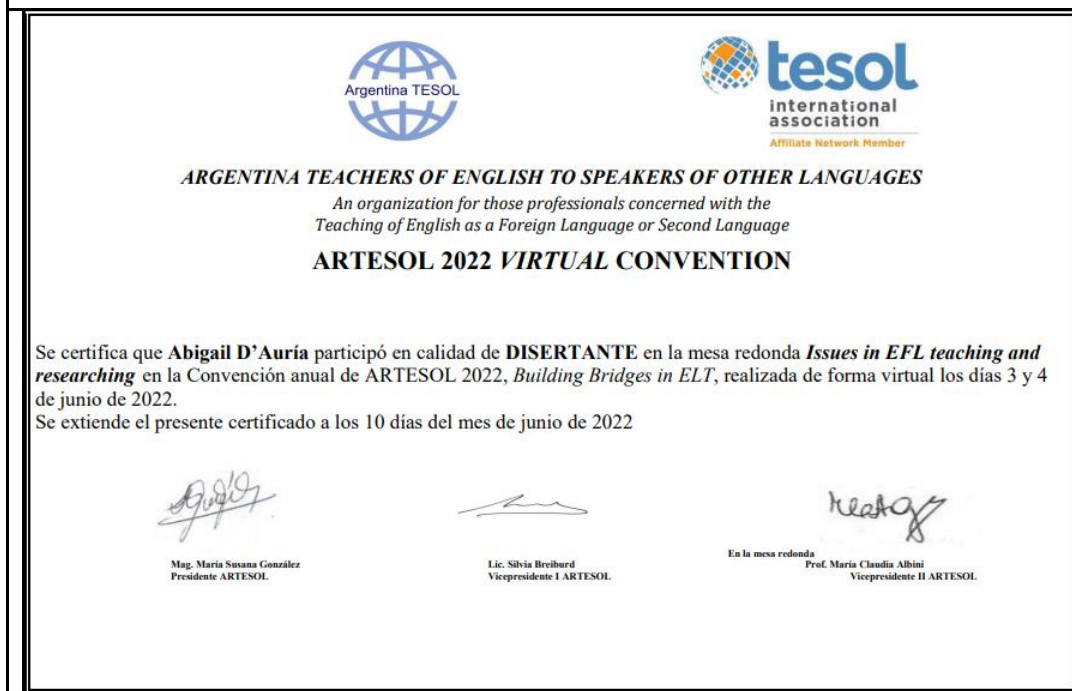 Argentina TESOL
tesol
international
association
Affiliate Network Member
ARGENTINA TEACHERS OF ENGLISH TO SPEAKERS OF OTHER LANGUAGES
An organization for those professionals concerned with the
Teaching of English as a Foreign Language or Second Language
ARTESOL 2022 VIRTUAL CONVENTION
Se certifica que Abigail D’Auría participó en calidad de DISERTANTE en la mesa redonda Issues in EFL teaching and
researching en la Convención anual de ARTESOL 2022, Building Bridges in ELT, realizada de forma virtual los días 3 y 4
de junio de 2022.
Se extiende el presente certificado a los 10 días del mes de junio de 2022
Mag. María Susana González
Presidente ARTESOL
Lic. Silvia Breiburd
Vicepresidente I ARTESOL
En la mesa redonda
Prof. María Claudia Albini
Vicepresidente II ARTESOL